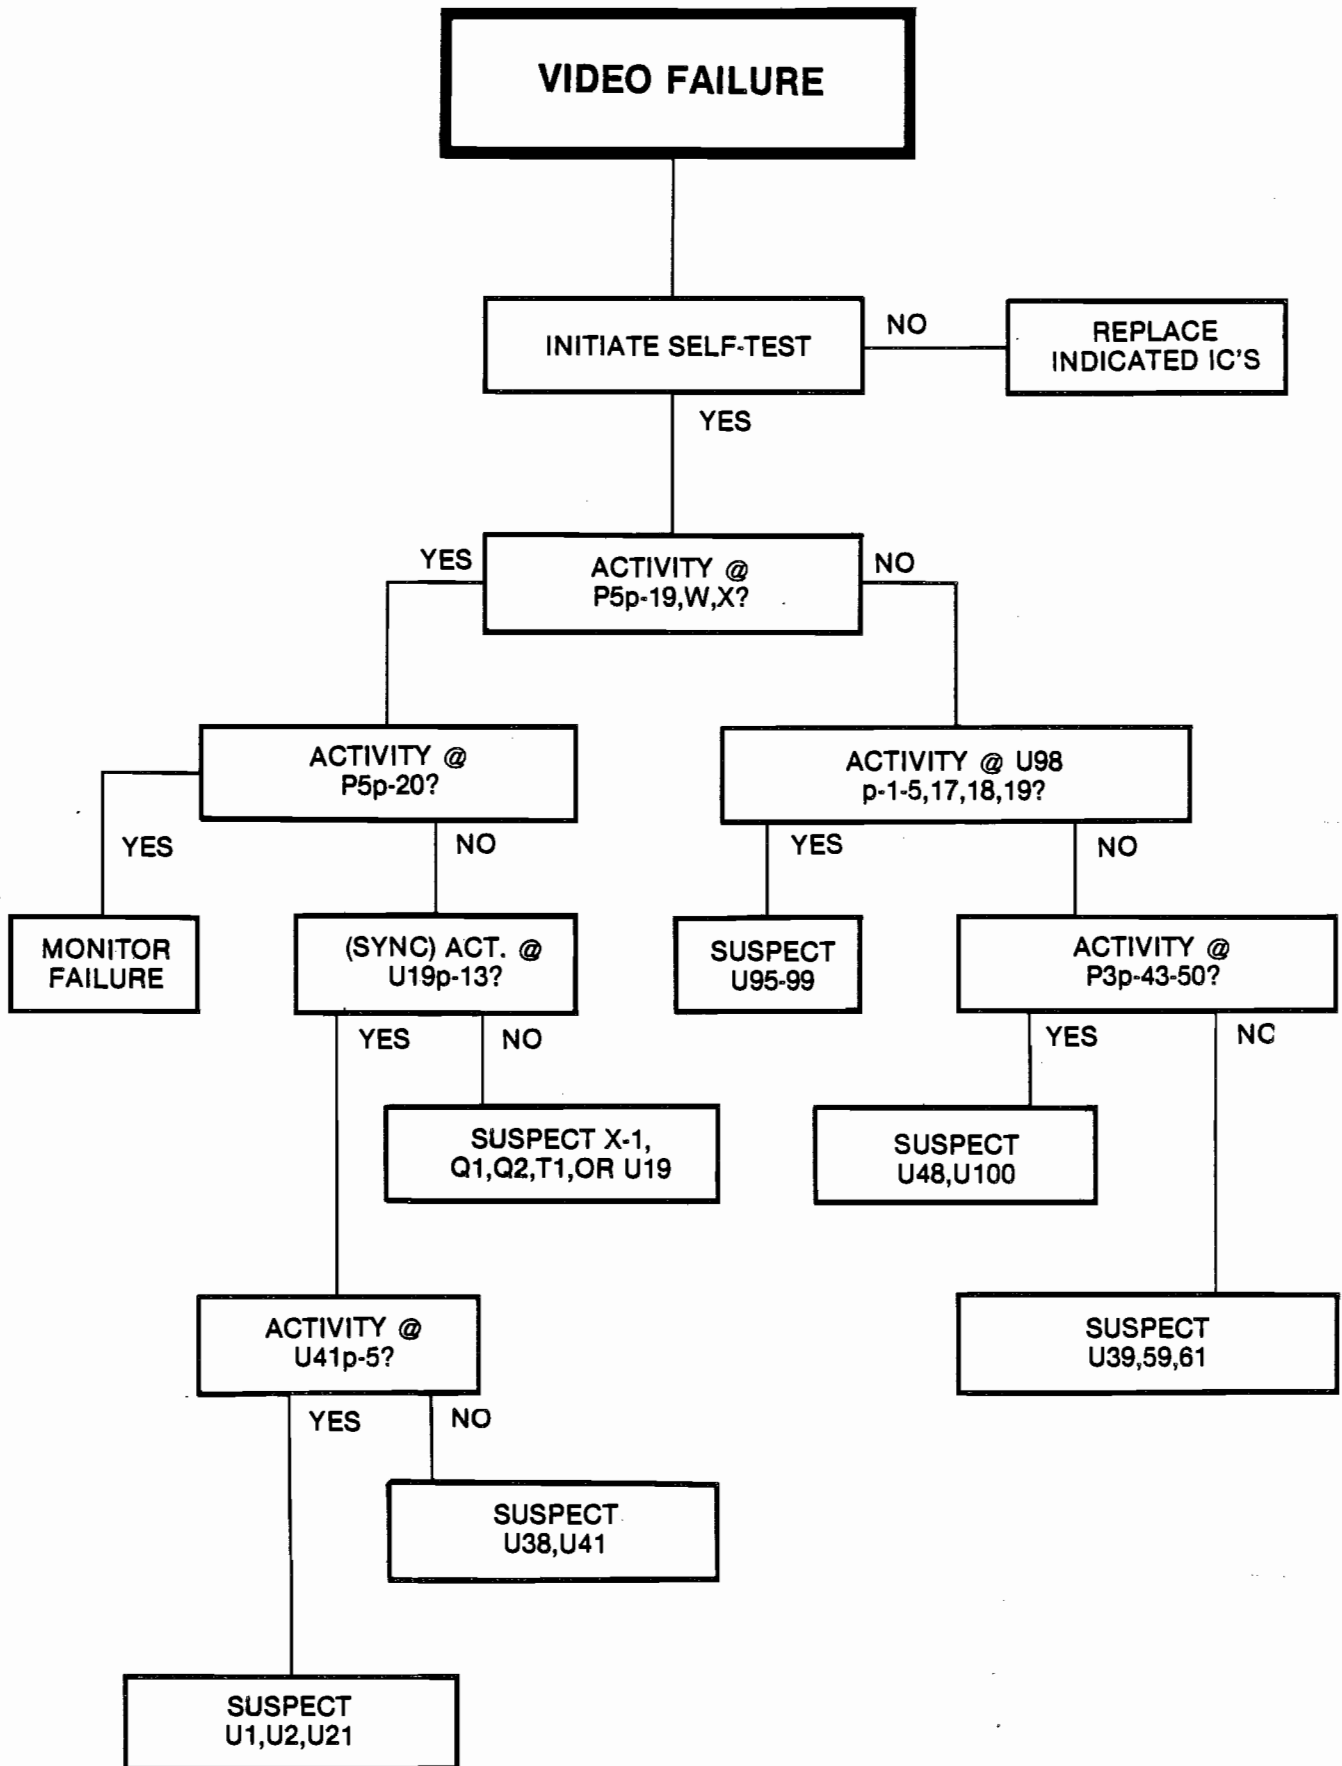 VIDEO FAILURE
INITIATE SELF-TEST
NO
REPLACE
INDICATED IC'S
YES
YES
ACTIVITY @
P5p-19,W,X?
NO
ACTIVITY @
P5p-20?
ACTIVITY @ U98
p-1-5,17,18,19?
YES
NO
YES
NO
MONITOR
FAILURE
(SYNC) ACT. @
U19p-13?
SUSPECT
U95-99
ACTIVITY @
P3p-43-50?
YES
NO
YES
NO
SUSPECT X-1,
Q1,Q2,T1,OR U19
SUSPECT
U48,U100
ACTIVITY @
U41p-5?
SUSPECT
U39,59,61
YES
NO
SUSPECT
U38,U41
SUSPECT
U1,U2,U21